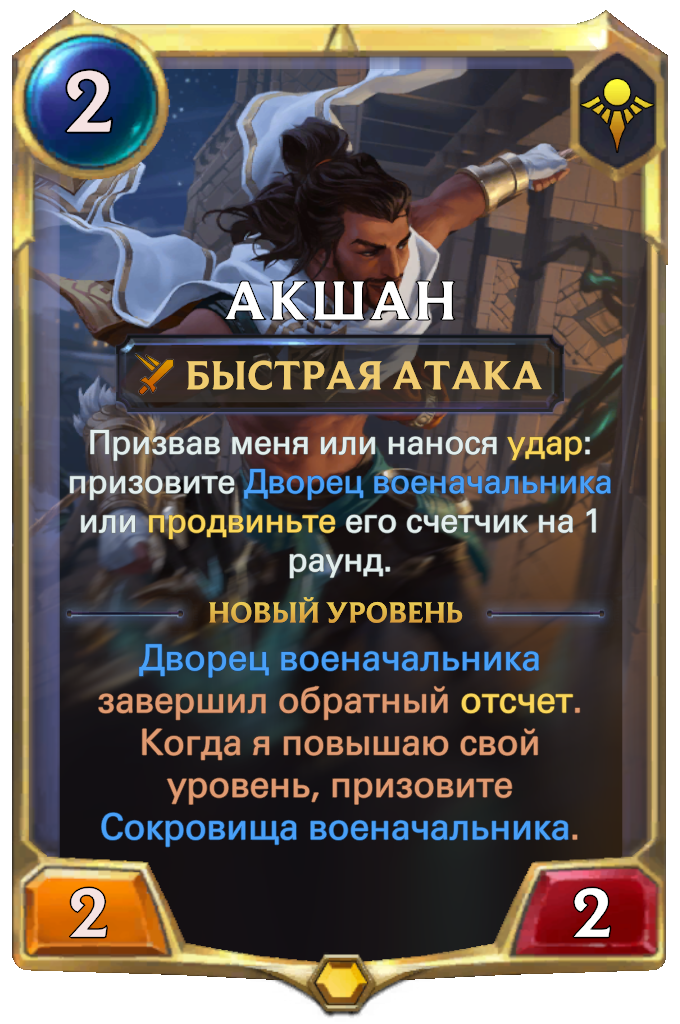 2
АКШАН
БЫСТРАЯ АТАКА
Призвав меня или нанося удар:
призовите Дворец военачальника
или продвиньте его счетчик на 1
раунд.
НОВЫЙ УРОВЕНЬ
Дворец военачальника
завершил обратный отсчет.
Когда я повышаю свой
уровень, призовите
Сокровища военачальника.
2
2